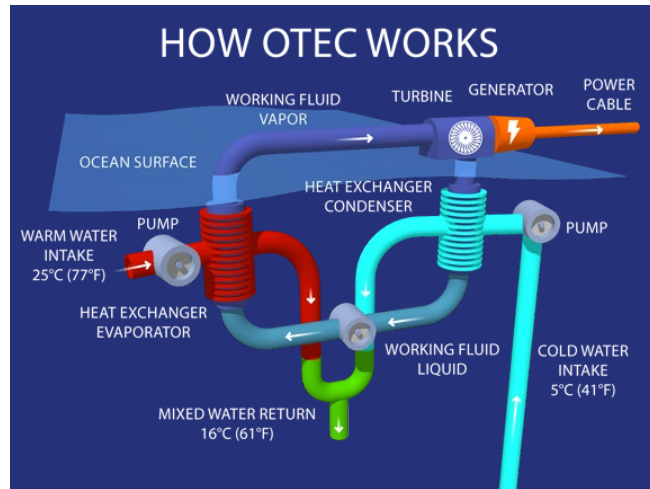 HOW OTEC WORKS
WORKING FLUID
VAPOR
TURBINE
GENERATOR
POWER
CABLE
OCEAN SURFACE
HEAT EXCHANGER
CONDENSER
PUMP
WARM WATER
INTAKE
25°C (77°F)
PUMP
HEAT EXCHANGER
EVAPORATOR
WORKING FLUID
LIQUID
COLD WATER
INTAKE
5°C (41°F)
MIXED WATER RETURN
16°C (61°F)